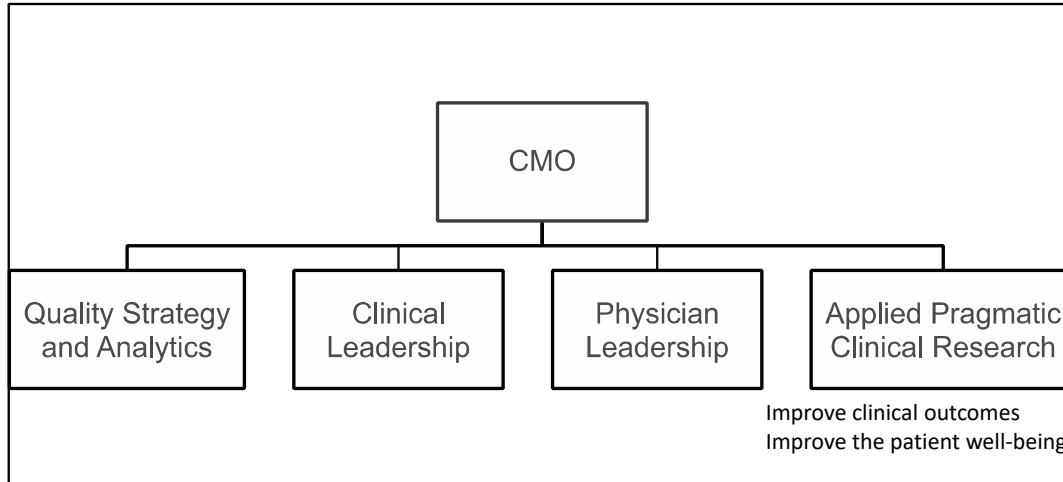 CMO
Quality Strategy
and Analytics
Clinical
Leadership
Physician
Leadership
Applied Pragmatic
Clinical Research
Improve clinical outcomes
Improve the patient well-being